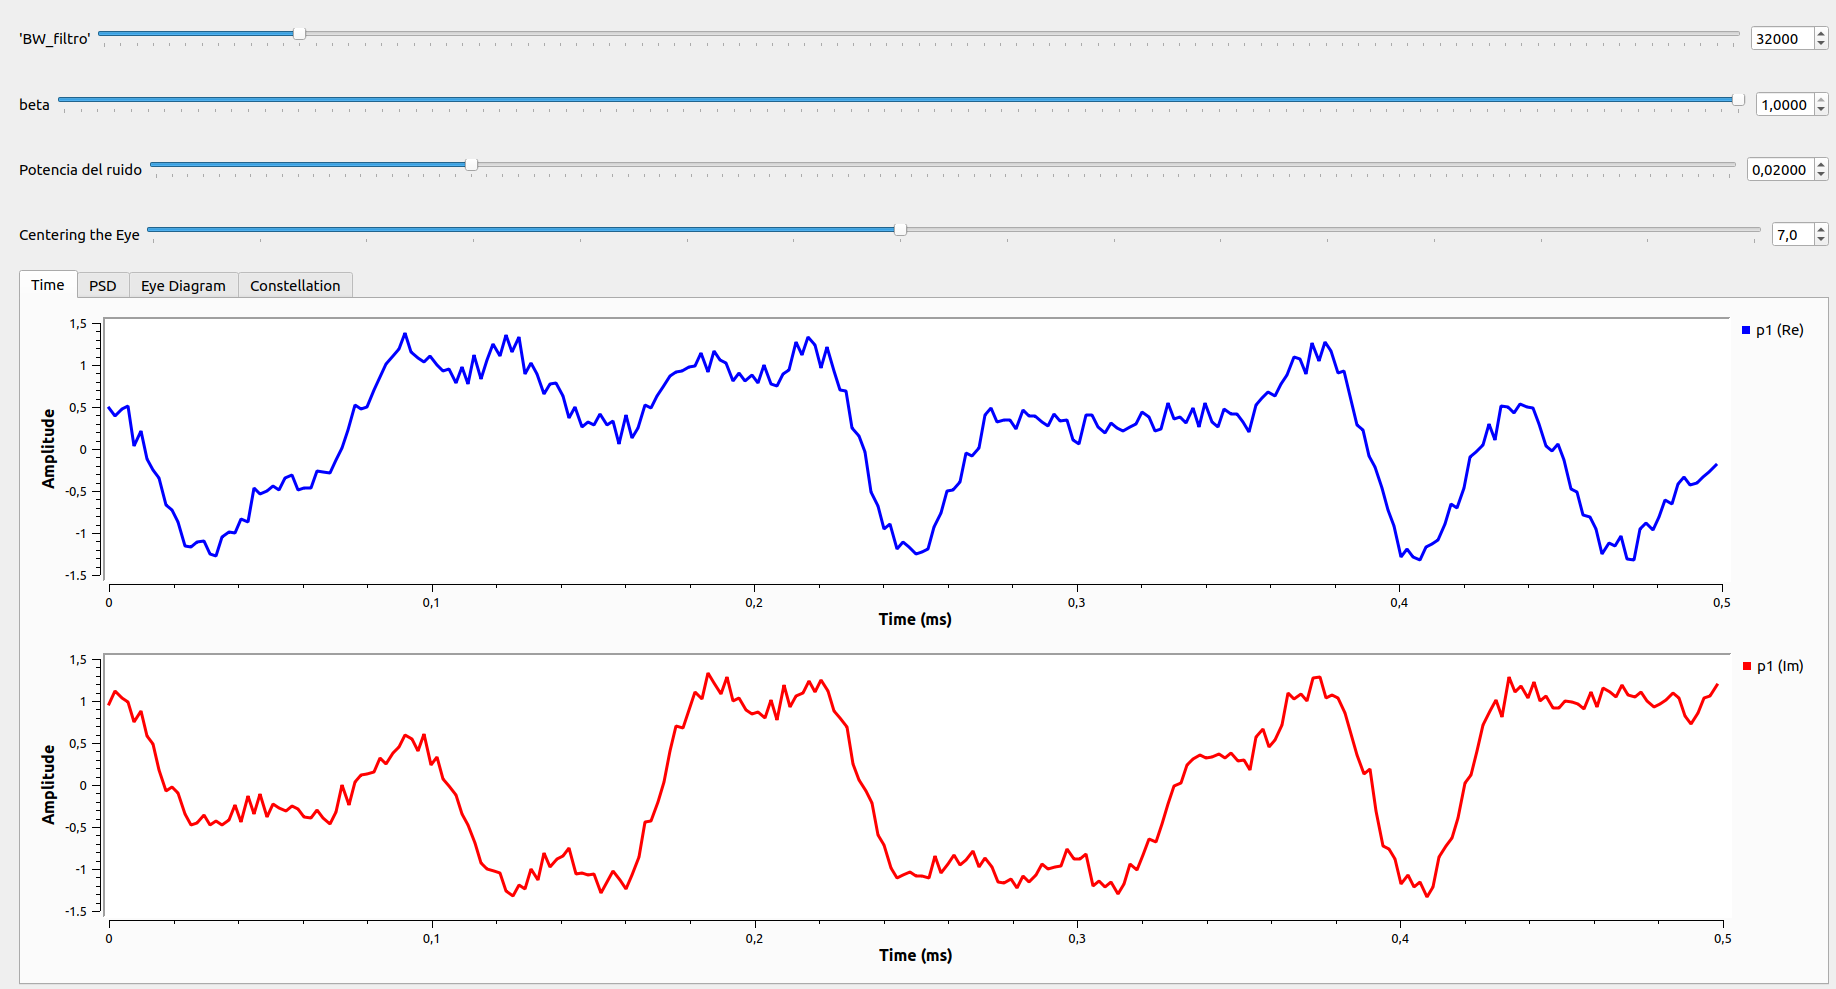 'BW_filtro' 32000
beta 1,0000
Potencia del ruido 0,02000
Centering the Eye 7,0
Time PSD Eye Diagram Constellation
1,5
1
0,5
0
-0,5
-1
-1.5
Amplitude
p1 (Re)
0 0,1 0,2 0,3 0,4 0,5
Time (ms)
1,5
1
0,5
0
-0,5
-1
-1.5
Amplitude
p1 (Im)
0 0,1 0,2 0,3 0,4 0,5
Time (ms)